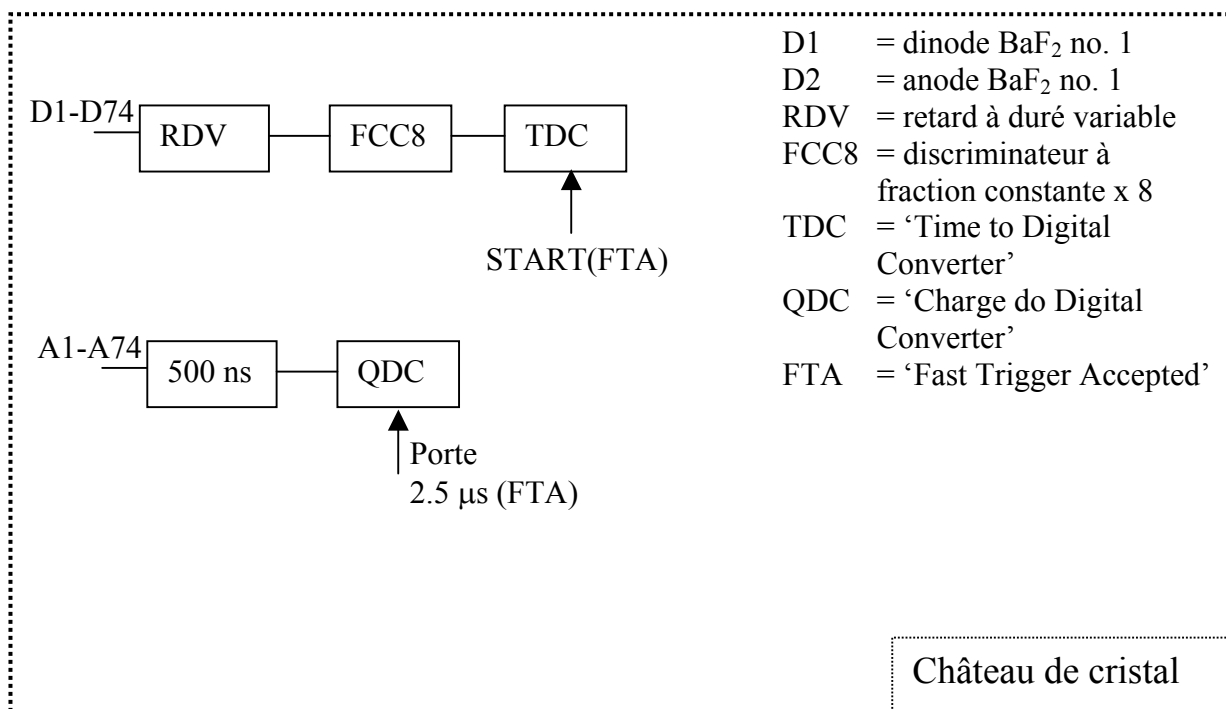 D1-D74
RDV
FCC8
TDC
START(FTA)
A1-A74
500 ns
QDC
Porte
2.5 μs (FTA)
D1 = dinode BaF₂ no. 1
D2 = anode BaF₂ no. 1
RDV = retard à duré variable
FCC8 = discriminateur à
fraction constante x 8
TDC = ‘Time to Digital
Converter’
QDC = ‘Charge do Digital
Converter’
FTA = ‘Fast Trigger Accepted’
Château de cristal